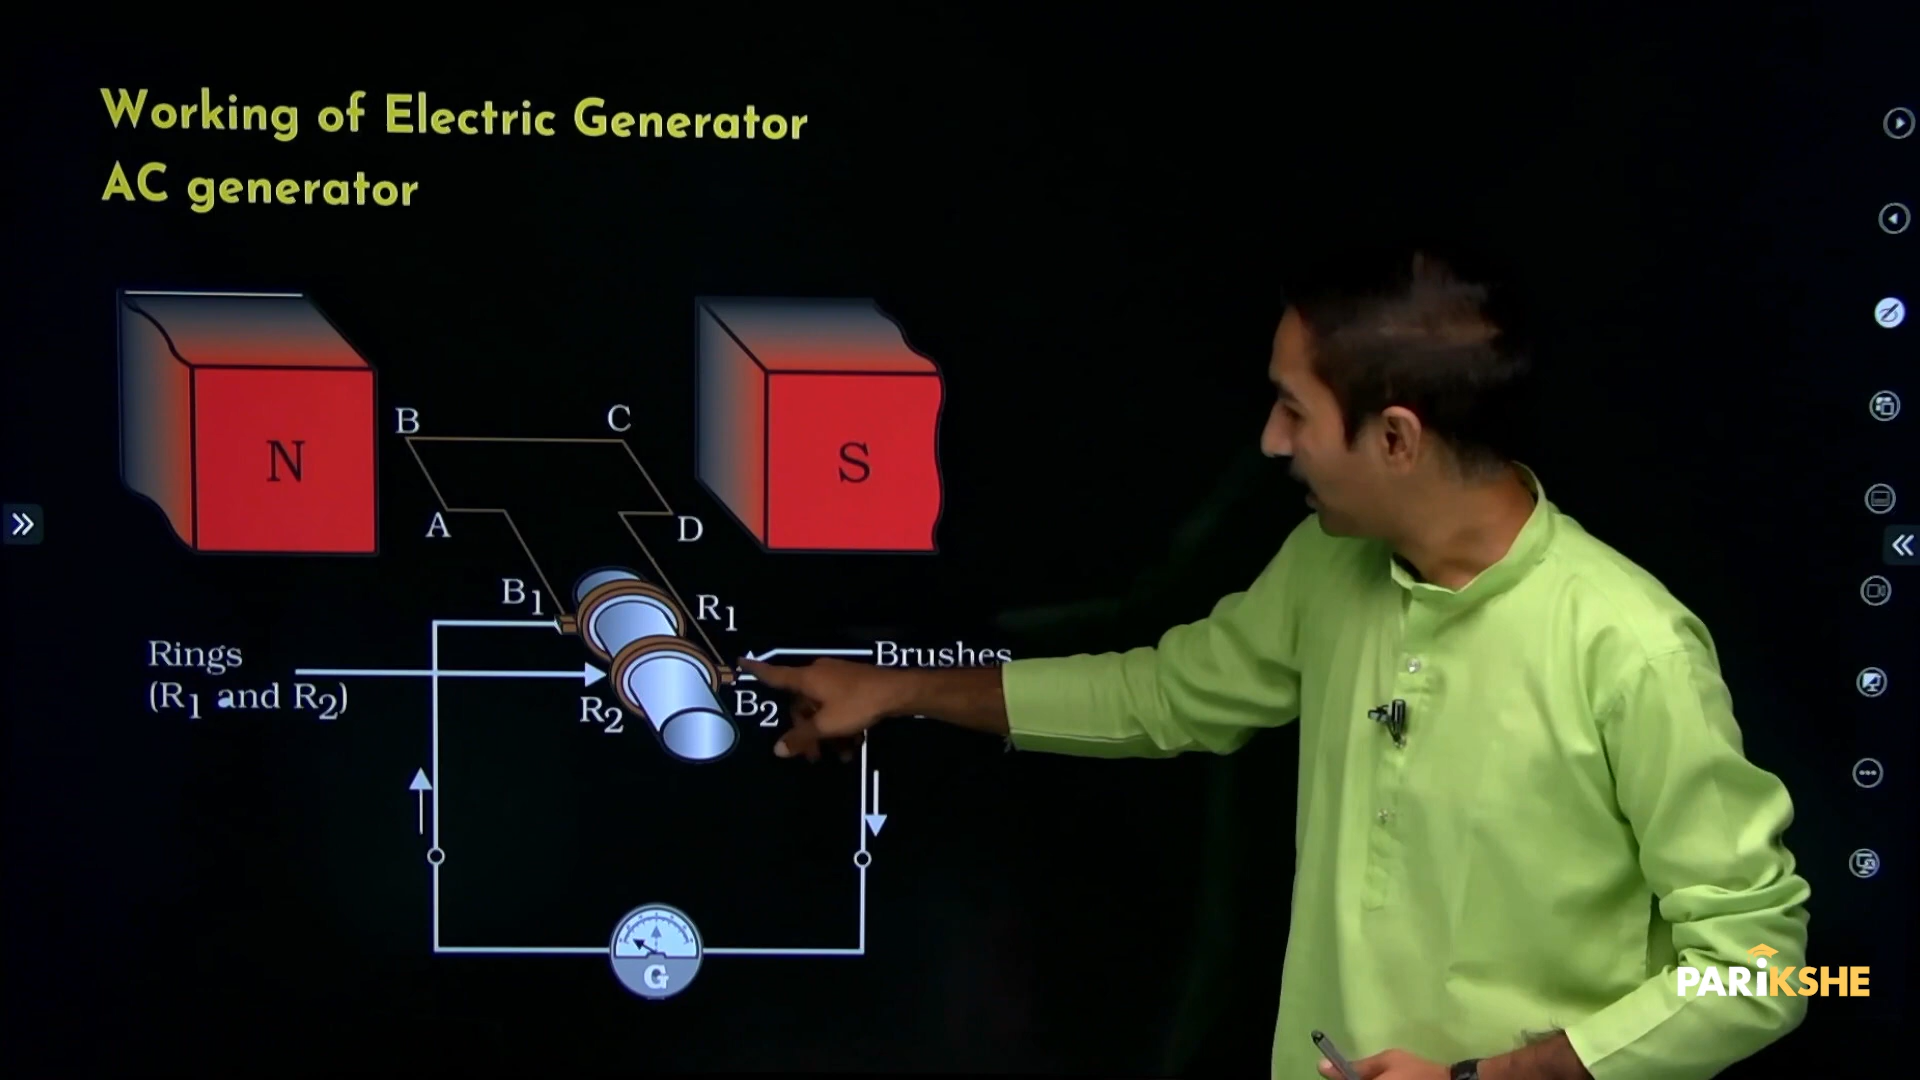 Working of Electric Generator
AC generator
N
S
B
C
A
D
B1
R1
Rings
(R1 and R2)
Brushes
R2
B2
G
PARiKSHE